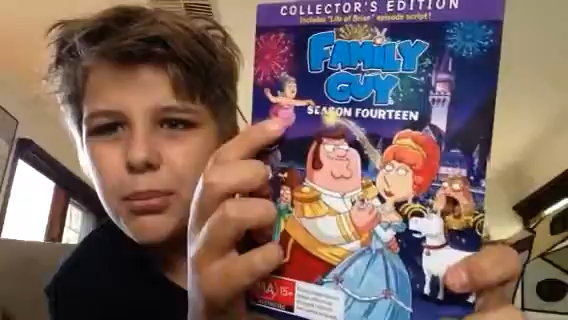 COLLECTOR'S EDITION
Includes "Life of Brian" episode script!
FAMILY
GUY
SEASON FOURTEEN
MA 15+